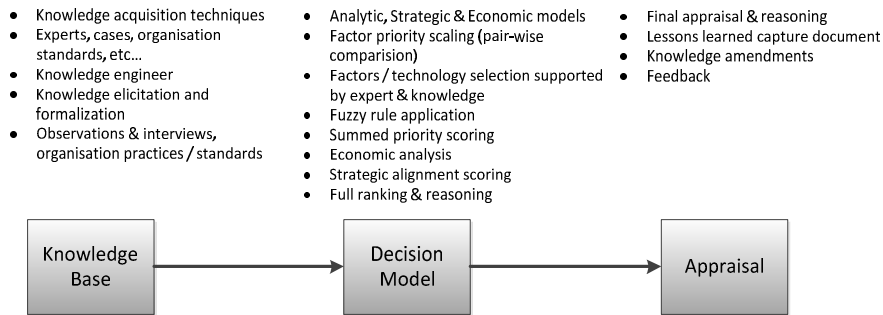 ● Knowledge acquisition techniques
● Experts, cases, organisation
standards, etc...
● Knowledge engineer
● Knowledge elicitation and
formalization
● Observations & interviews,
organisation practices / standards
● Analytic, Strategic & Economic models
● Factor priority scaling (pair-wise
comparision)
● Factors / technology selection supported
by expert & knowledge
● Fuzzy rule application
● Summed priority scoring
● Economic analysis
● Strategic alignment scoring
● Full ranking & reasoning
● Final appraisal & reasoning
● Lessons learned capture document
● Knowledge amendments
● Feedback
Knowledge
Base
Decision
Model
Appraisal